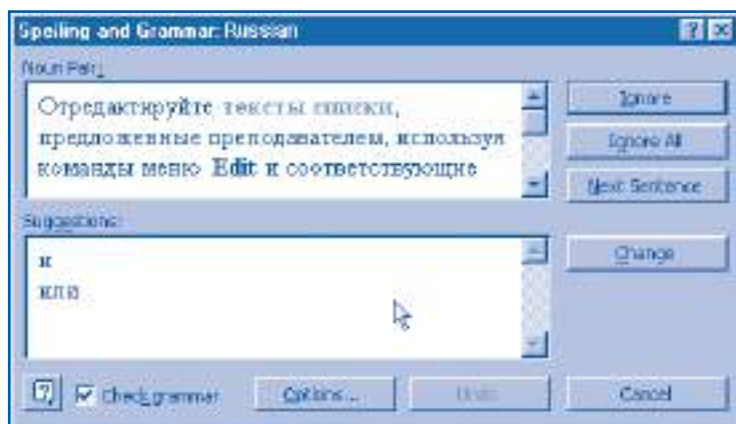 Spelling and Grammar: Russian
Noun Pair:
Отредактируйте тексты списки,
предложенные преподавателем, используя
команды меню Edit и соответствующие
Ignore
Ignore All
Next Sentence
Suggestions:
и
или
Change
Check grammar
Options...
Undo
Cancel